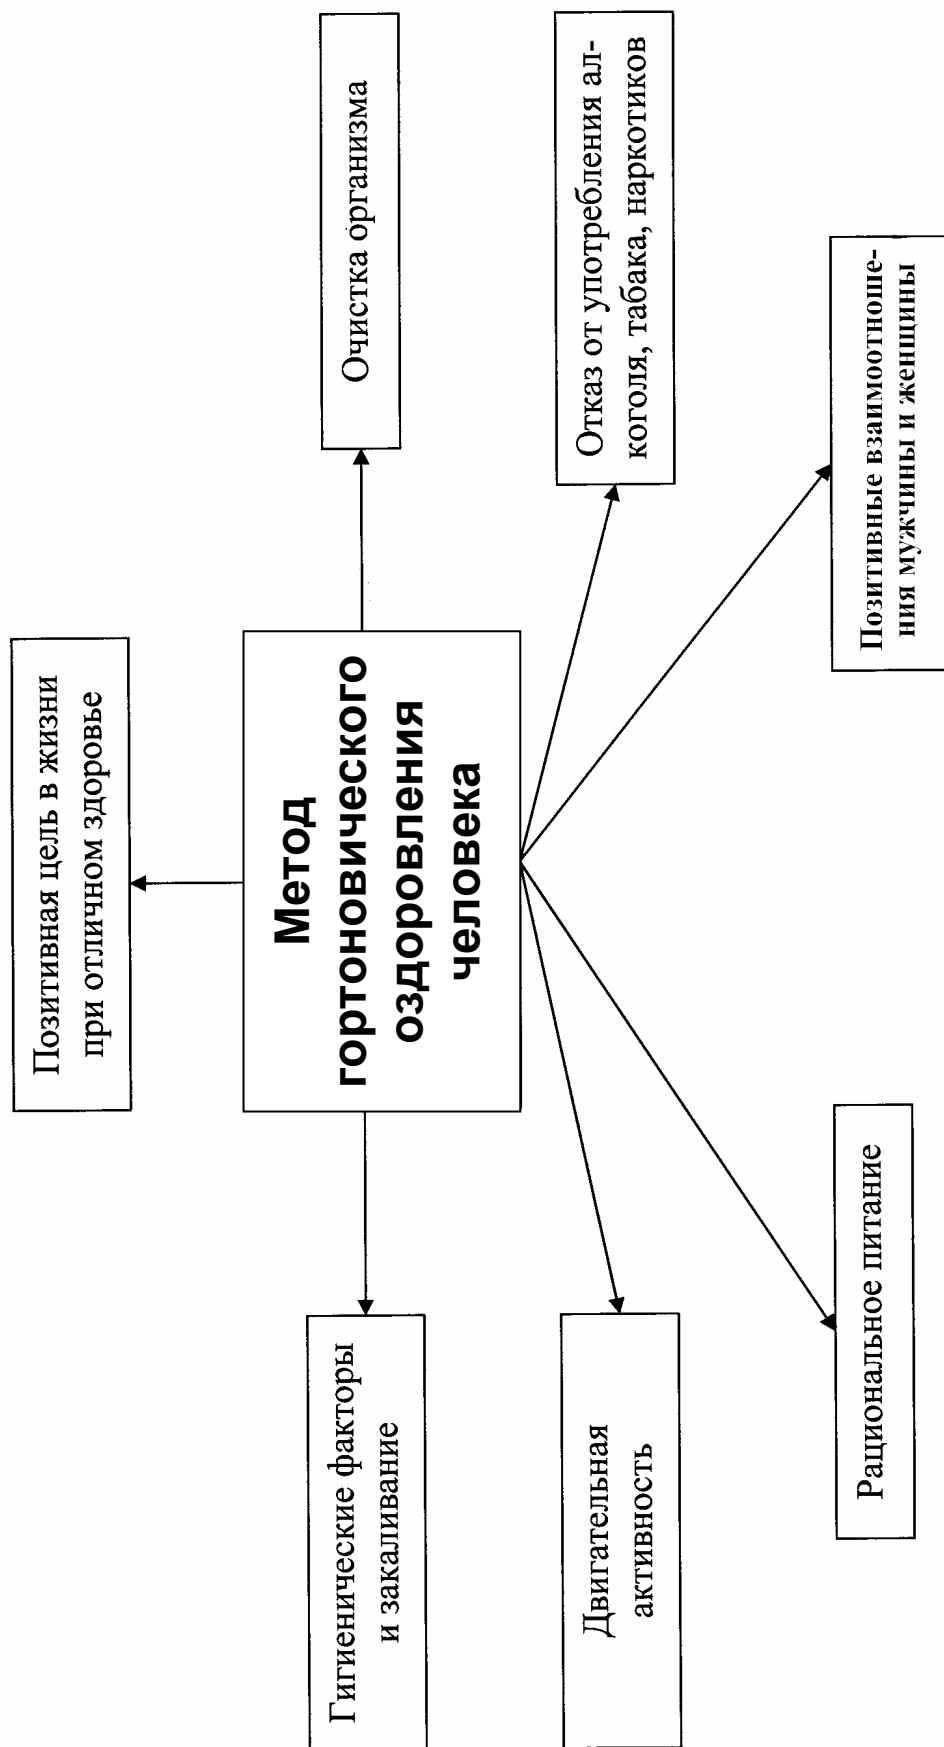 Позитивная цель в жизни
при отличном здоровье
Гигиенические факторы
и закаливание
Метод
гортоновического
оздоровления
человека
Очистка организма
Двигательная
активность
Отказ от употребления ал-
коголя, табака, наркотиков
Рациональное питание
Позитивные взаимоотноше-
ния мужчины и женщины